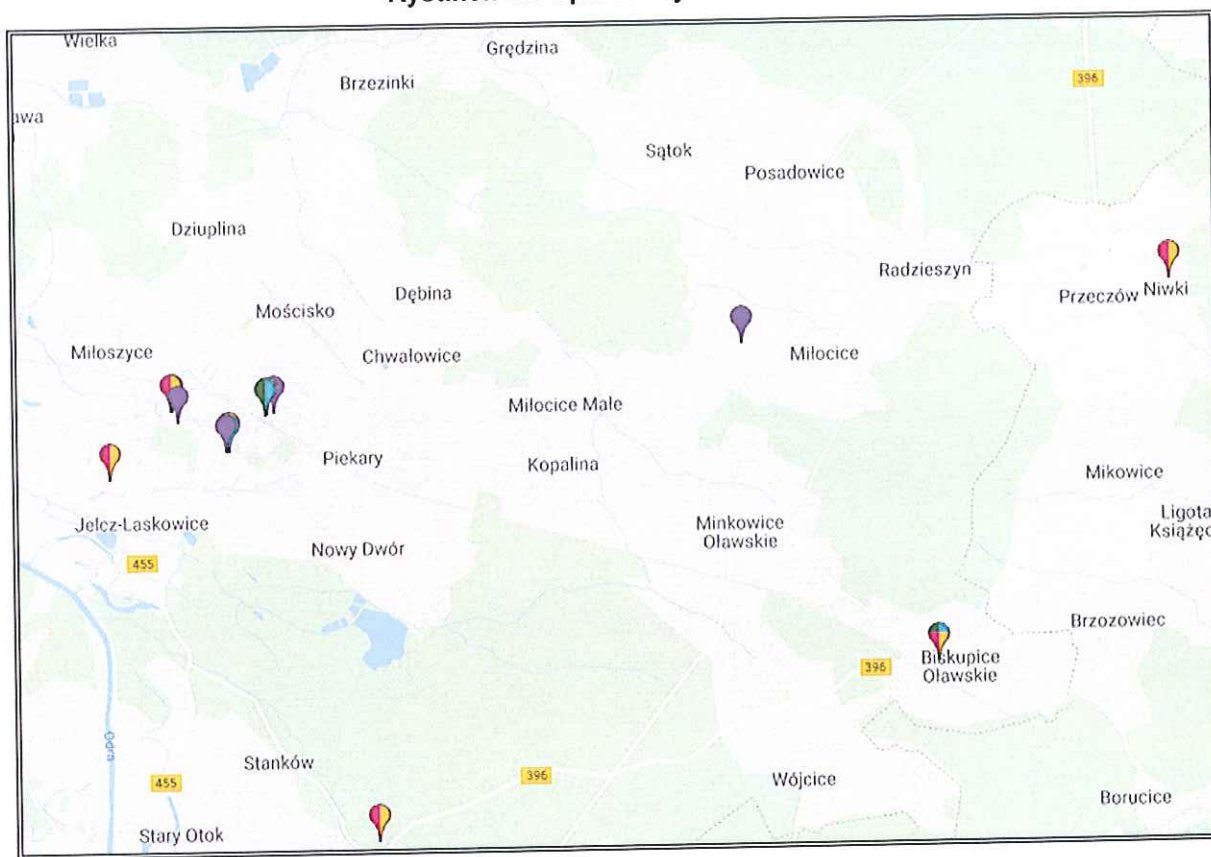 Wielka
Grędzina
Brzezinki
396
awa
Sątok
Posadowice
Dziuplina
Radzieszyn
Dębina
Przeczów
Niwki
Mościsko
Miłoszyce
Chwałowice
Miłocice
Miłocice Małe
Piekary
Kopalina
Mikowice
Jelcz-Laskowice
Minkowice
Oławskie
Ligota
Książęc
Nowy Dwór
455
Brzozowiec
Biskupice
Oławskie
396
Odra
Stanków
455
396
Wójcice
Borucice
Stary Otok